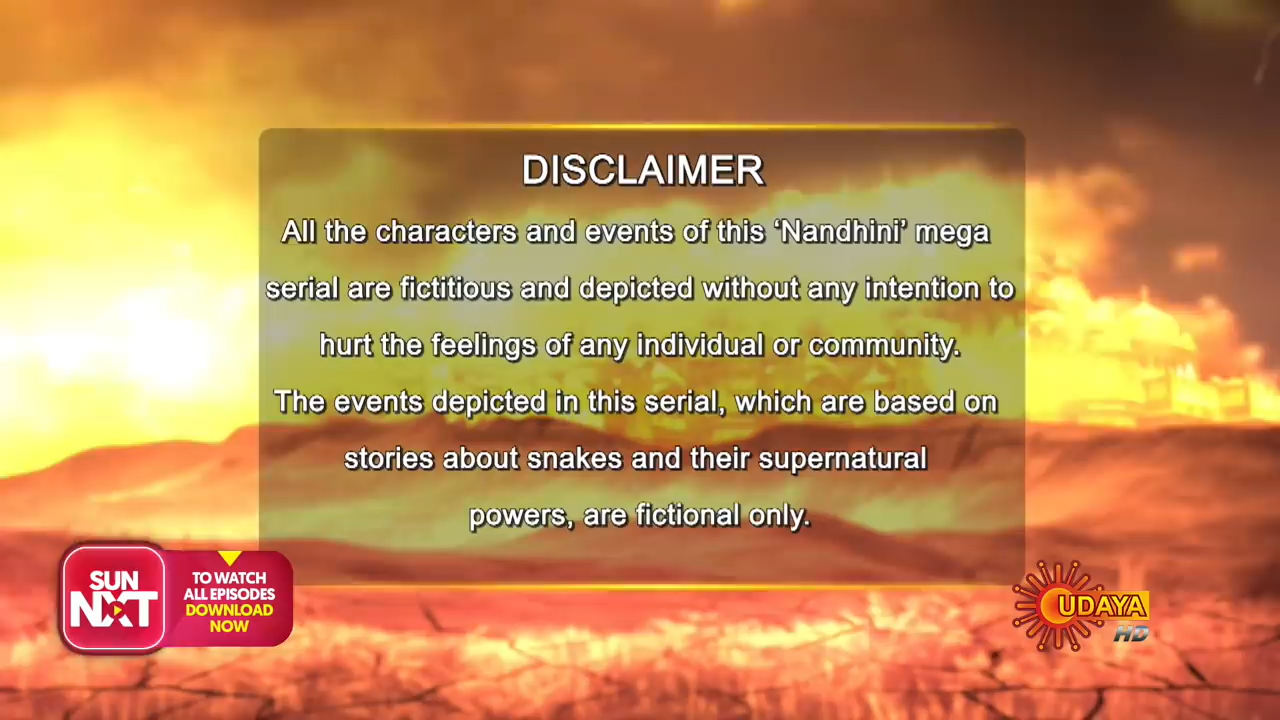 DISCLAIMER
All the characters and events of this ‘Nandhini’ mega
serial are fictitious and depicted without any intention to
hurt the feelings of any individual or community.
The events depicted in this serial, which are based on
stories about snakes and their supernatural
powers, are fictional only.
SUN
NXT
TO WATCH
ALL EPISODES
DOWNLOAD
NOW
UDAYA
HD